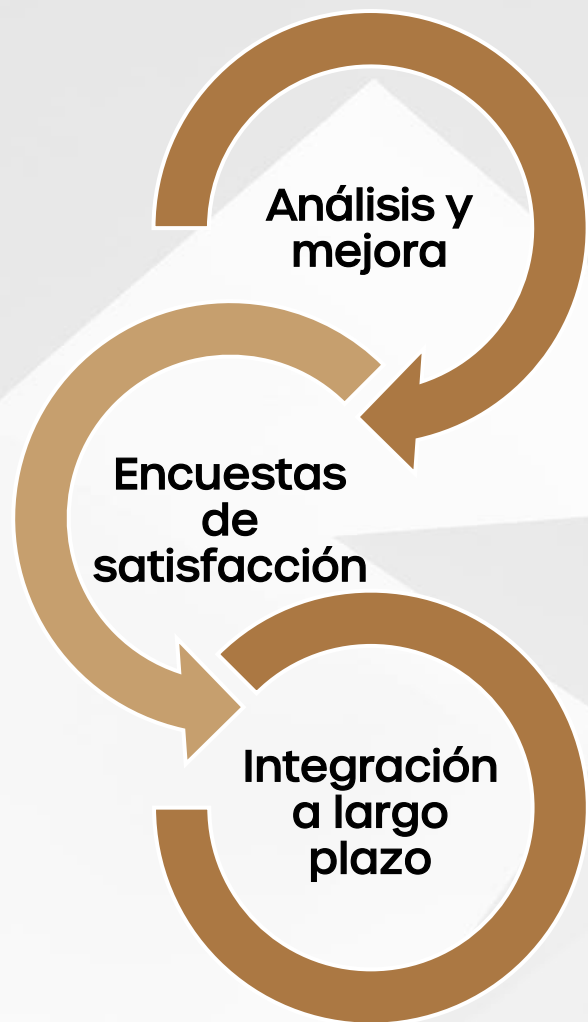 Análisis y
mejora
Encuestas
de
satisfacción
Integración
a largo
plazo